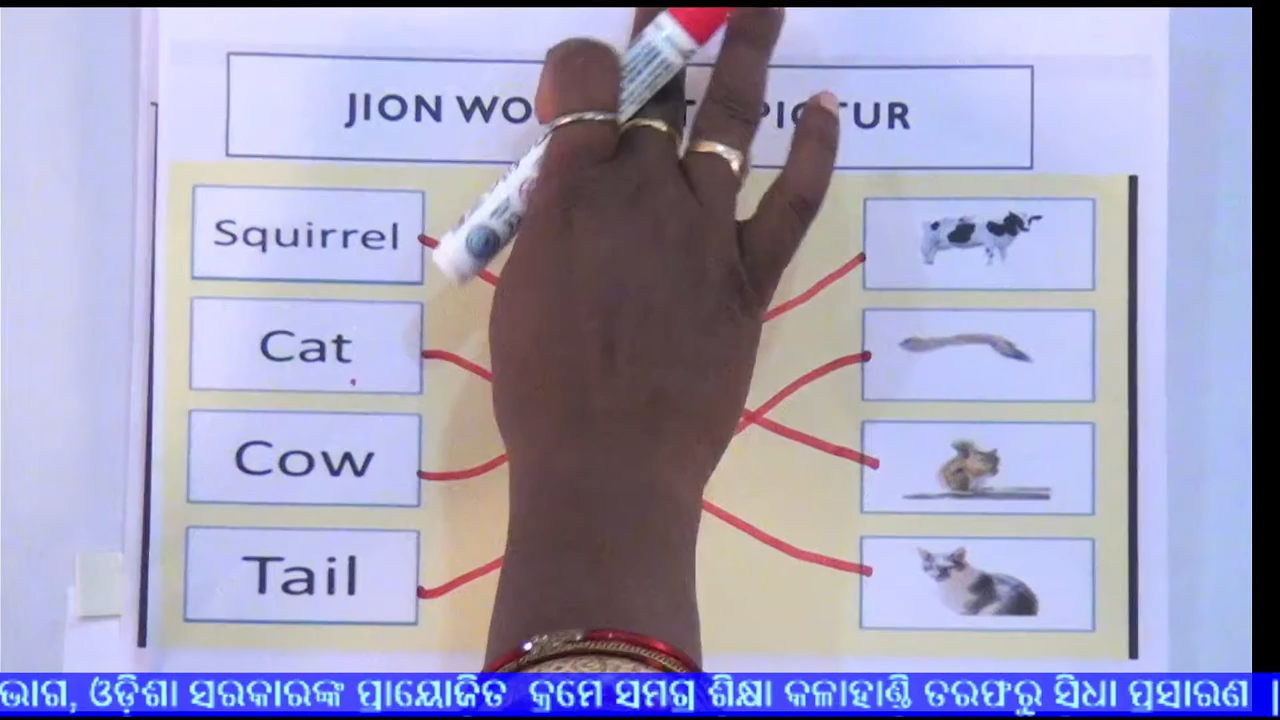 JION WO T PICTUR
Squirrel
Cat
Cow
Tail
ଭାଗ, ଓଡ଼ିଶା ସରକାରଙ୍କ ପ୍ରାୟୋଜିତ କ୍ରମେ ସମଗ୍ର ଶିକ୍ଷା କଳାହାଣ୍ଡି ତରଫରୁ ସିଧା ପ୍ରସାରଣ |